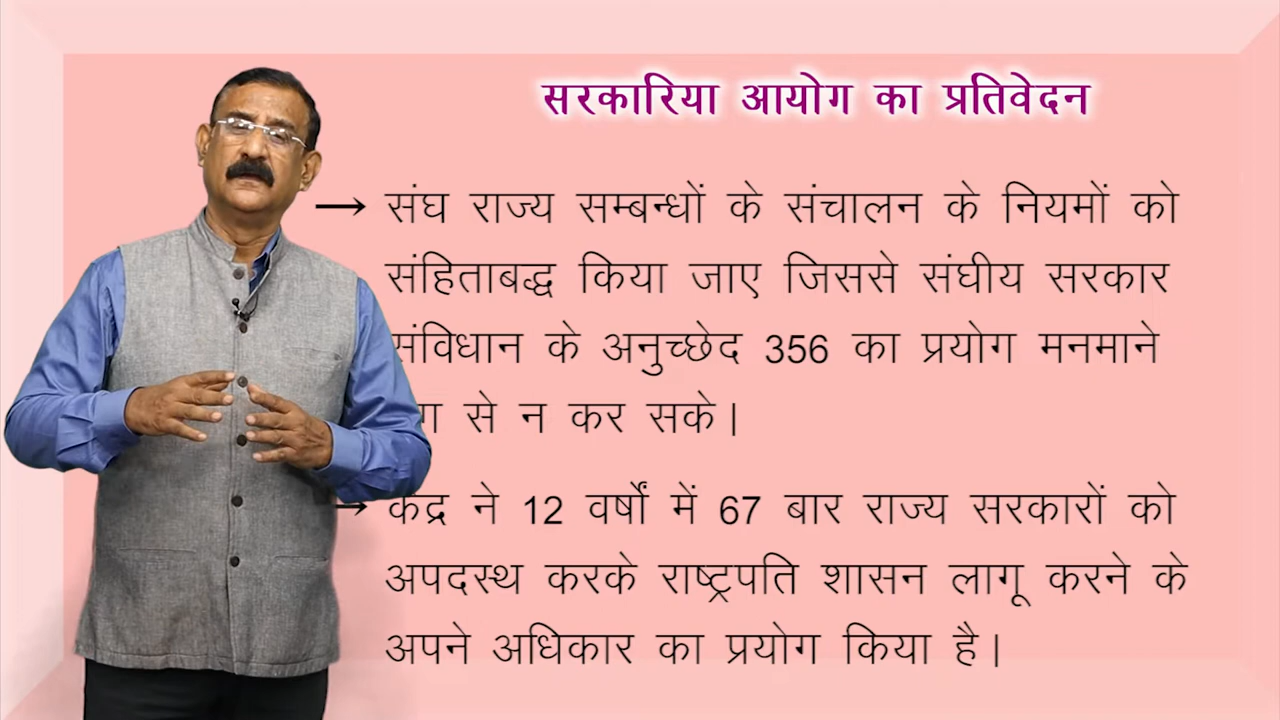 सरकारिया आयोग का प्रतिवेदन
→ संघ राज्य सम्बन्धों के संचालन के नियमों को
संहिताबद्ध किया जाए जिससे संघीय सरकार
संविधान के अनुच्छेद 356 का प्रयोग मनमाने
से न कर सके।
→ केंद्र ने 12 वर्षों में 67 बार राज्य सरकारों को
अपदस्थ करके राष्ट्रपति शासन लागू करने के
अपने अधिकार का प्रयोग किया है।